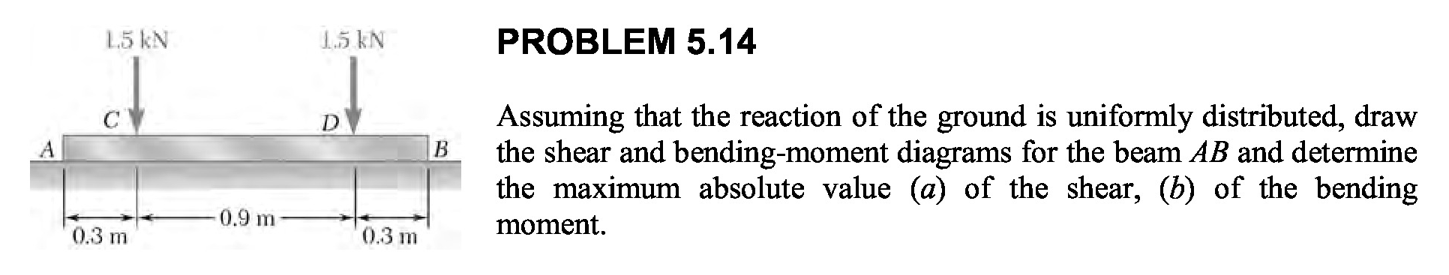 1.5 kN 1.5 kN
C D
A B
0.9 m
0.3 m 0.3 m
PROBLEM 5.14
Assuming that the reaction of the ground is uniformly distributed, draw
the shear and bending-moment diagrams for the beam AB and determine
the maximum absolute value (a) of the shear, (b) of the bending
moment.